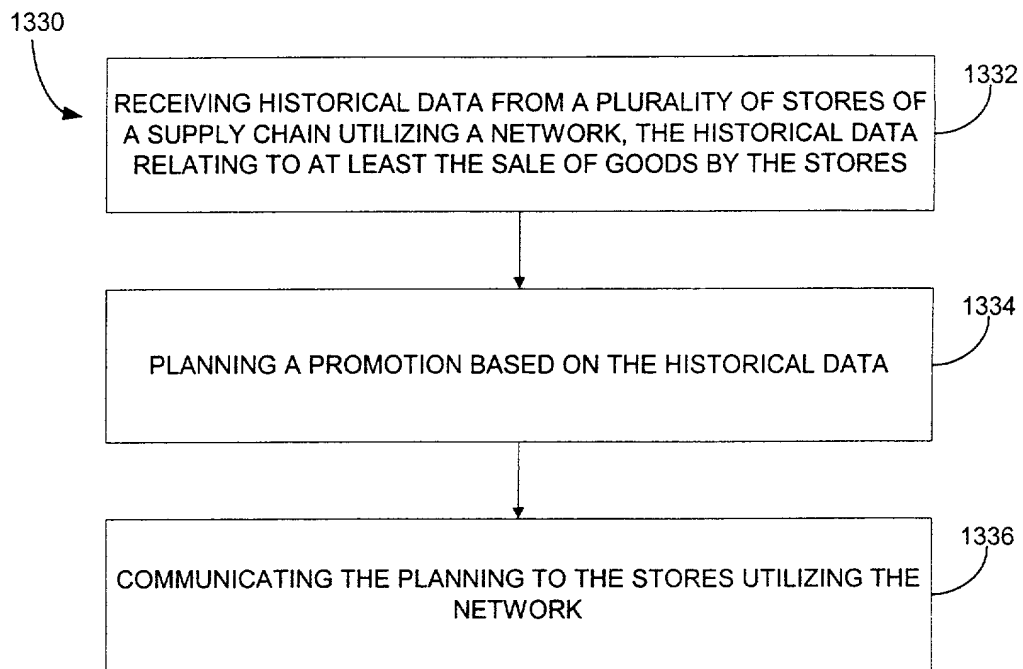 1330
1332
RECEIVING HISTORICAL DATA FROM A PLURALITY OF STORES OF
A SUPPLY CHAIN UTILIZING A NETWORK, THE HISTORICAL DATA
RELATING TO AT LEAST THE SALE OF GOODS BY THE STORES
1334
PLANNING A PROMOTION BASED ON THE HISTORICAL DATA
1336
COMMUNICATING THE PLANNING TO THE STORES UTILIZING THE
NETWORK